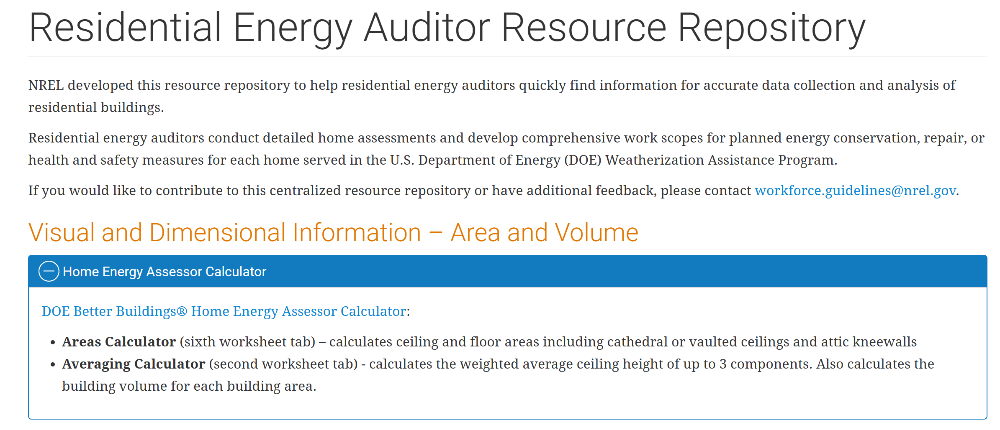 Residential Energy Auditor Resource Repository
NREL developed this resource repository to help residential energy auditors quickly find information for accurate data collection and analysis of
residential buildings.
Residential energy auditors conduct detailed home assessments and develop comprehensive work scopes for planned energy conservation, repair, or
health and safety measures for each home served in the U.S. Department of Energy (DOE) Weatherization Assistance Program.
If you would like to contribute to this centralized resource repository or have additional feedback, please contact workforce.guidelines@nrel.gov.
Visual and Dimensional Information – Area and Volume
Home Energy Assessor Calculator
DOE Better Buildings® Home Energy Assessor Calculator:
• Areas Calculator (sixth worksheet tab) – calculates ceiling and floor areas including cathedral or vaulted ceilings and attic kneewalls
• Averaging Calculator (second worksheet tab) - calculates the weighted average ceiling height of up to 3 components. Also calculates the
building volume for each building area.